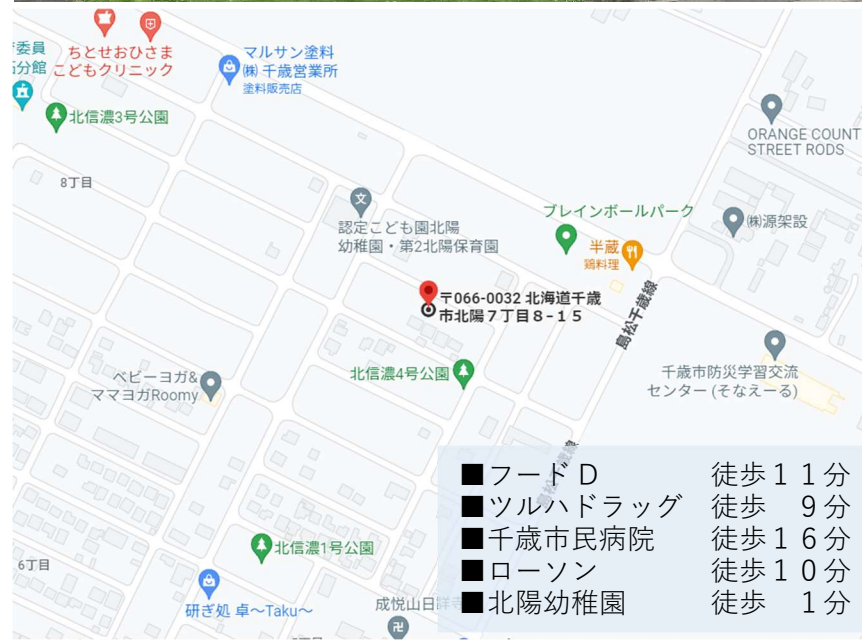 ちとせおひさま
こどもクリニック
委員
分館
マルサン塗料
㈱ 千歳営業所
塗料販売店
北信濃3号公園
ORANGE COUNT
STREET RODS
8丁目
認定こども園北陽
幼稚園・第2北陽保育園
ブレインボールパーク
㈱源架設
半蔵
鶏料理
〒066-0032 北海道千歳
市北陽７丁目８−１５
島松千歳線
北信濃4号公園
千歳市防災学習交流
センター (そなえーる)
ベビーヨガ&
ママヨガRoomy
島松千歳線
■フード D 徒歩１１分
■ツルハドラッグ 徒歩 ９分
■千歳市民病院 徒歩１６分
■ローソン 徒歩１０分
■北陽幼稚園 徒歩 １分
北信濃1号公園
6丁目
研ぎ処 卓〜Taku〜
成悦山日